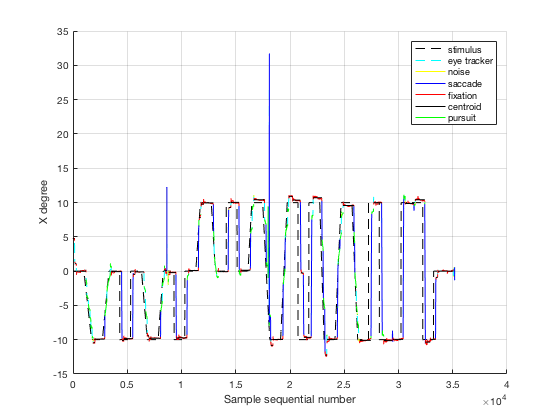 35
30
25
20
15
10
5
0
-5
-10
-15
X degree
stimulus
eye tracker
noise
saccade
fixation
centroid
pursuit
0 0.5 1 1.5 2 2.5 3 3.5 4
Sample sequential number
×10⁴